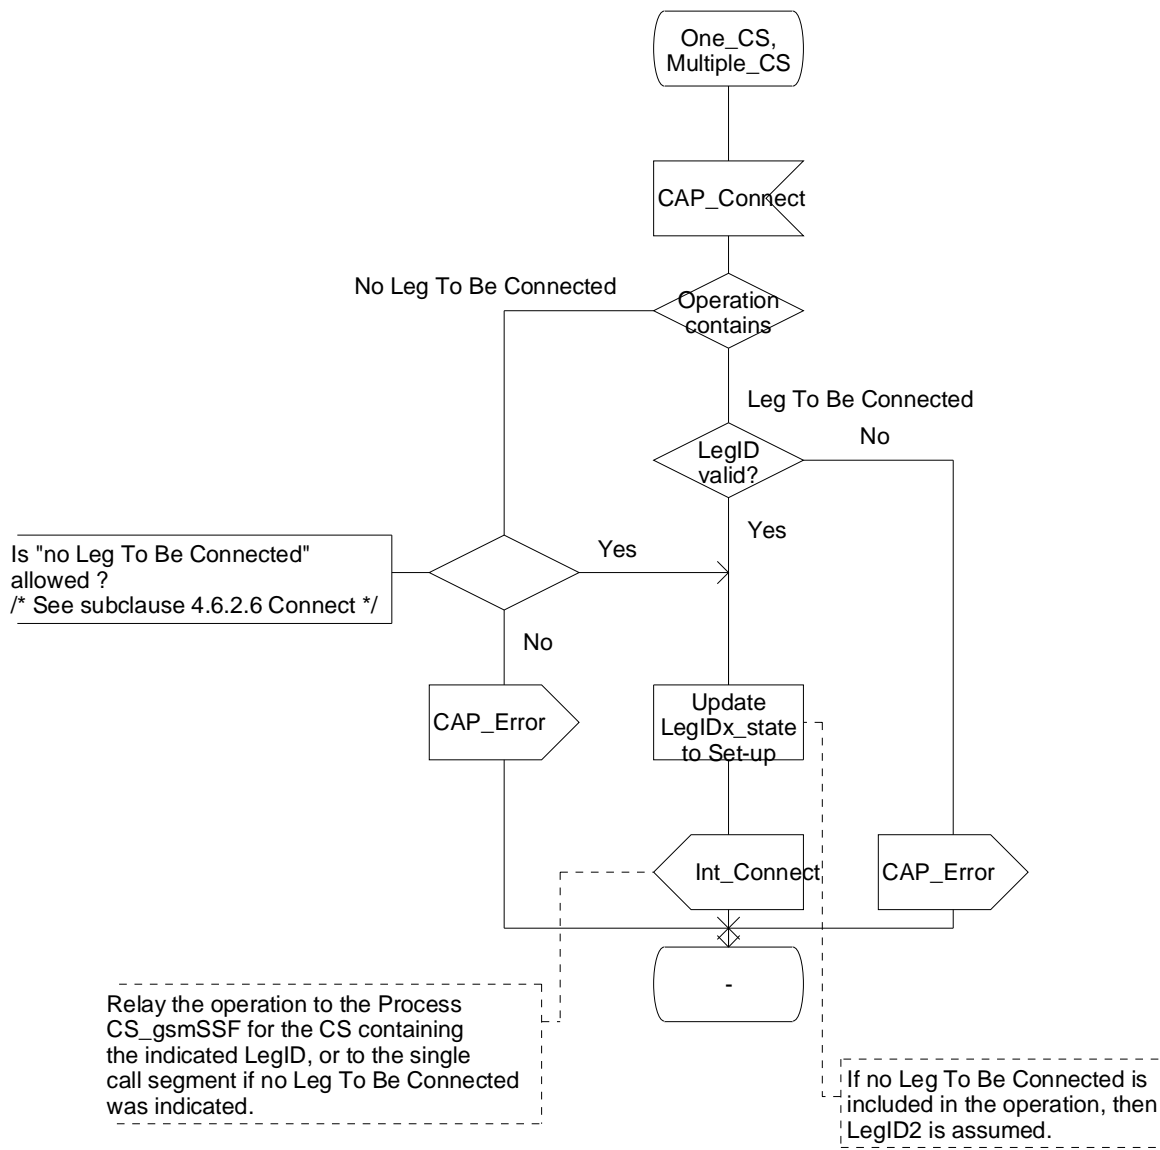 One_CS,
Multiple_CS
CAP_Connect
No Leg To Be Connected
Operation
contains
Leg To Be Connected
No
LegID
valid?
Yes
Is "no Leg To Be Connected"
allowed ?
/* See subclause 4.6.2.6 Connect */
Yes
No
CAP_Error
Update
LegIDx_state
to Set-up
Int_Connect
CAP_Error
-
Relay the operation to the Process
CS_gsmSSF for the CS containing
the indicated LegID, or to the single
call segment if no Leg To Be Connected
was indicated.
If no Leg To Be Connected is
included in the operation, then
LegID2 is assumed.